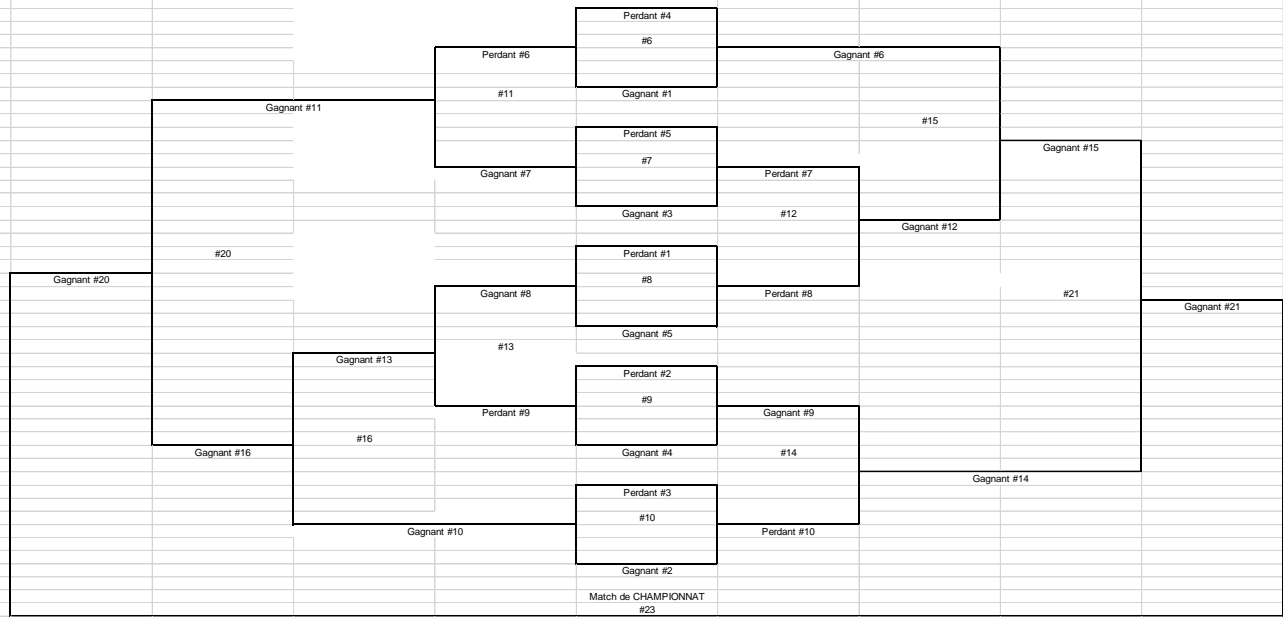 Perdant #4
#6
Perdant #6
Gagnant #6
#11
Gagnant #1
Gagnant #11
#15
Perdant #5
Gagnant #15
#7
Gagnant #7
Perdant #7
Gagnant #3
#12
Gagnant #12
#20
Perdant #1
Gagnant #20
#8
Gagnant #8
Perdant #8
#21
Gagnant #21
Gagnant #5
#13
Gagnant #13
Perdant #2
#9
Perdant #9
Gagnant #9
#16
Gagnant #16
Gagnant #4
#14
Gagnant #14
Perdant #3
#10
Gagnant #10
Perdant #10
Gagnant #2
Match de CHAMPIONNAT
#23